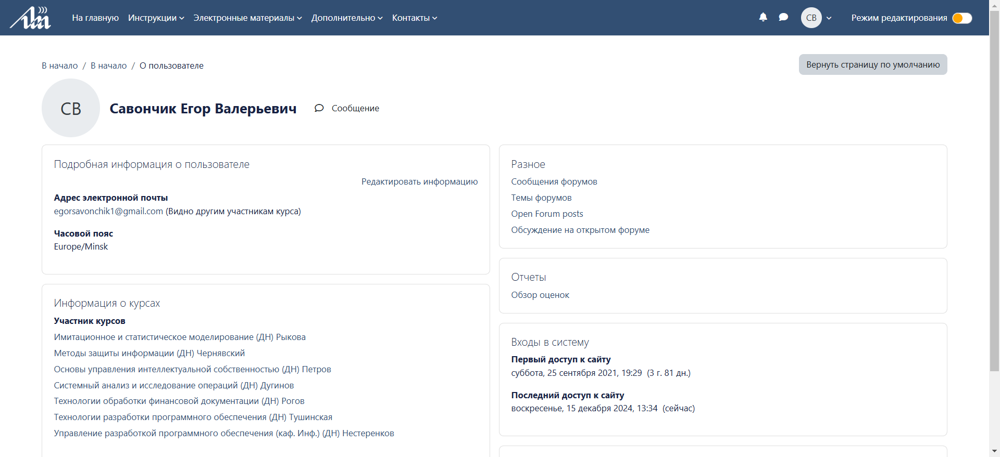 На главную Инструкции Электронные материалы Дополнительно Контакты СВ Режим редактирования
В начало / В начало / О пользователе
Вернуть страницу по умолчанию
СВ
Савончик Егор Валерьевич
Сообщение
Подробная информация о пользователе
Редактировать информацию
Адрес электронной почты
egorsavonchik1@gmail.com (Видно другим участникам курса)
Часовой пояс
Europe/Minsk
Информация о курсах
Участник курсов
Имитационное и статистическое моделирование (ДН) Рыкова
Методы защиты информации (ДН) Чернявский
Основы управления интеллектуальной собственностью (ДН) Петров
Системный анализ и исследование операций (ДН) Дугинов
Технологии обработки финансовой документации (ДН) Рогов
Технологии разработки программного обеспечения (ДН) Тушинская
Управление разработкой программного обеспечения (каф. Инф.) (ДН) Нестеренков
Разное
Сообщения форумов
Темы форумов
Open Forum posts
Обсуждение на открытом форуме
Отчеты
Обзор оценок
Входы в систему
Первый доступ к сайту
суббота, 25 сентября 2021, 19:29 (3 г. 81 дн.)
Последний доступ к сайту
воскресенье, 15 декабря 2024, 13:34 (сейчас)